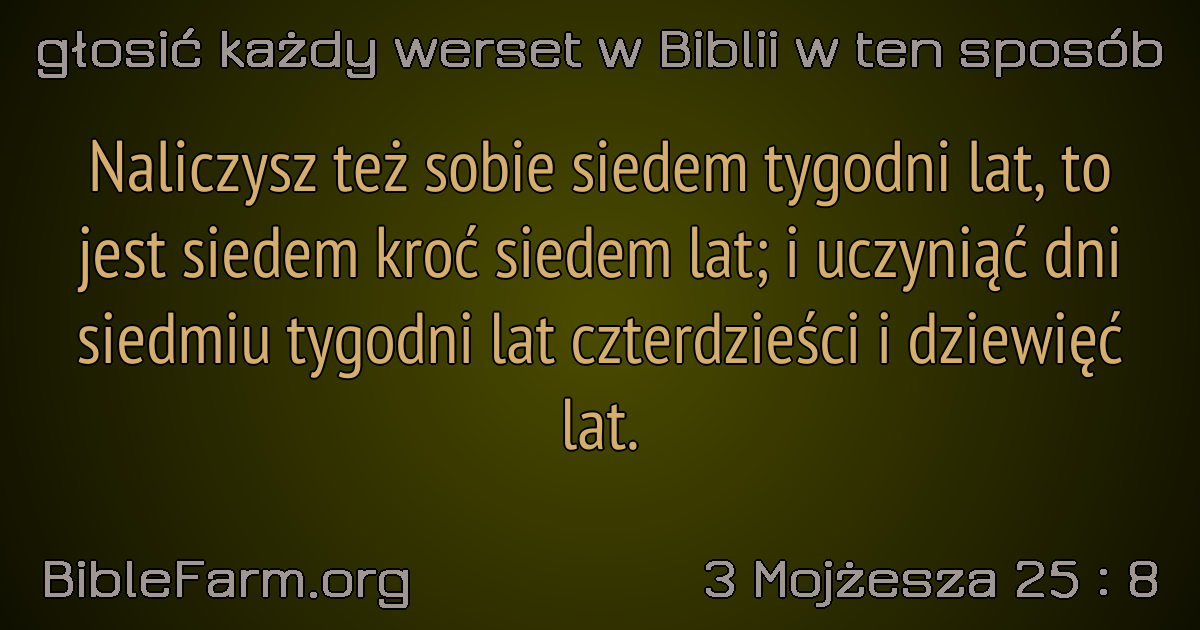 głosić każdy werset w Biblii w ten sposób
Naliczysz też sobie siedem tygodni lat, to
jest siedem kroć siedem lat; i uczyniąć dni
siedmiu tygodni lat czterdzieści i dziewięć
lat.
BibleFarm.org
3 Mojżesza 25 : 8